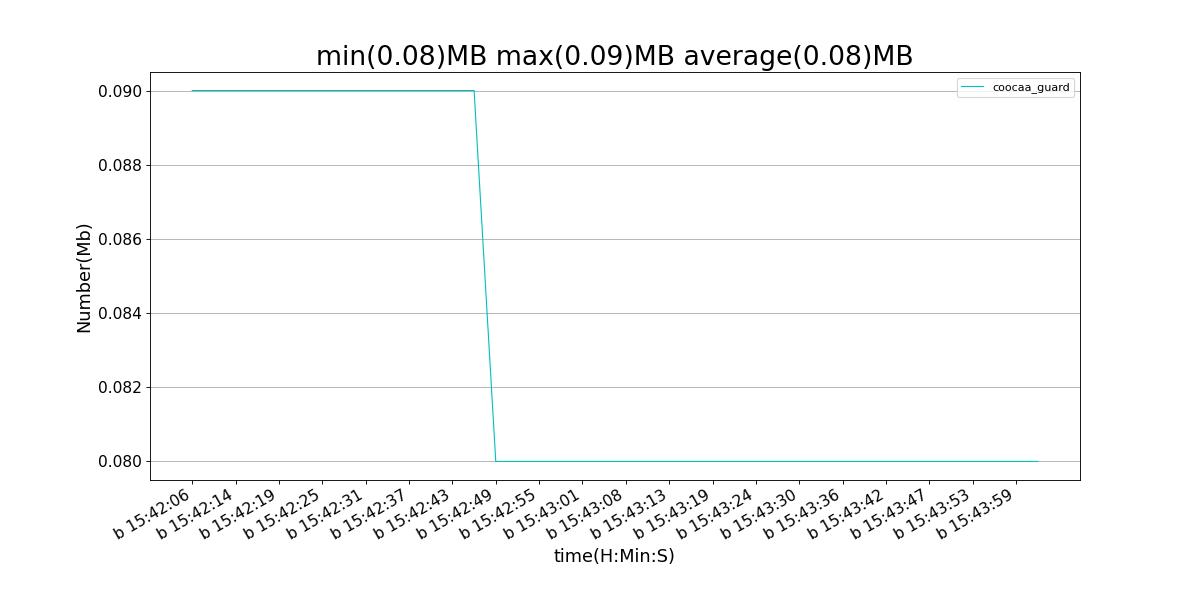 min(0.08)MB max(0.09)MB average(0.08)MB
coocaa_guard
0.090
0.088
0.086
0.084
0.082
0.080
Number(Mb)
b 15:42:06
b 15:42:14
b 15:42:19
b 15:42:25
b 15:42:31
b 15:42:37
b 15:42:43
b 15:42:49
b 15:42:55
b 15:43:01
b 15:43:08
b 15:43:13
b 15:43:19
b 15:43:24
b 15:43:30
b 15:43:36
b 15:43:42
b 15:43:47
b 15:43:53
b 15:43:59
time(H:Min:S)